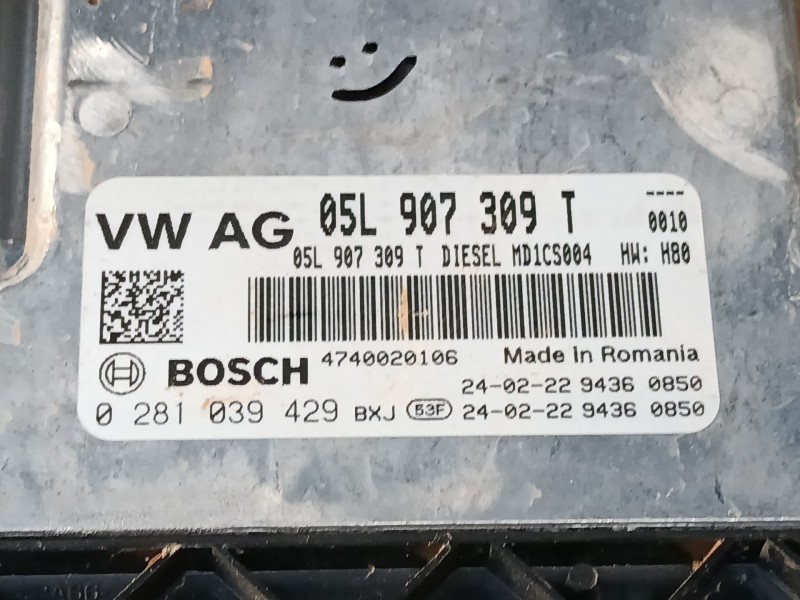 VW AG 05L 907 309 T ----
0010
05L 907 309 T DIESEL MD1CS004 HW: H80
4740020106 Made in Romania
BOSCH 24-02-22 9436 0850
0 281 039 429 BXJ 53F 24-02-22 9436 0850